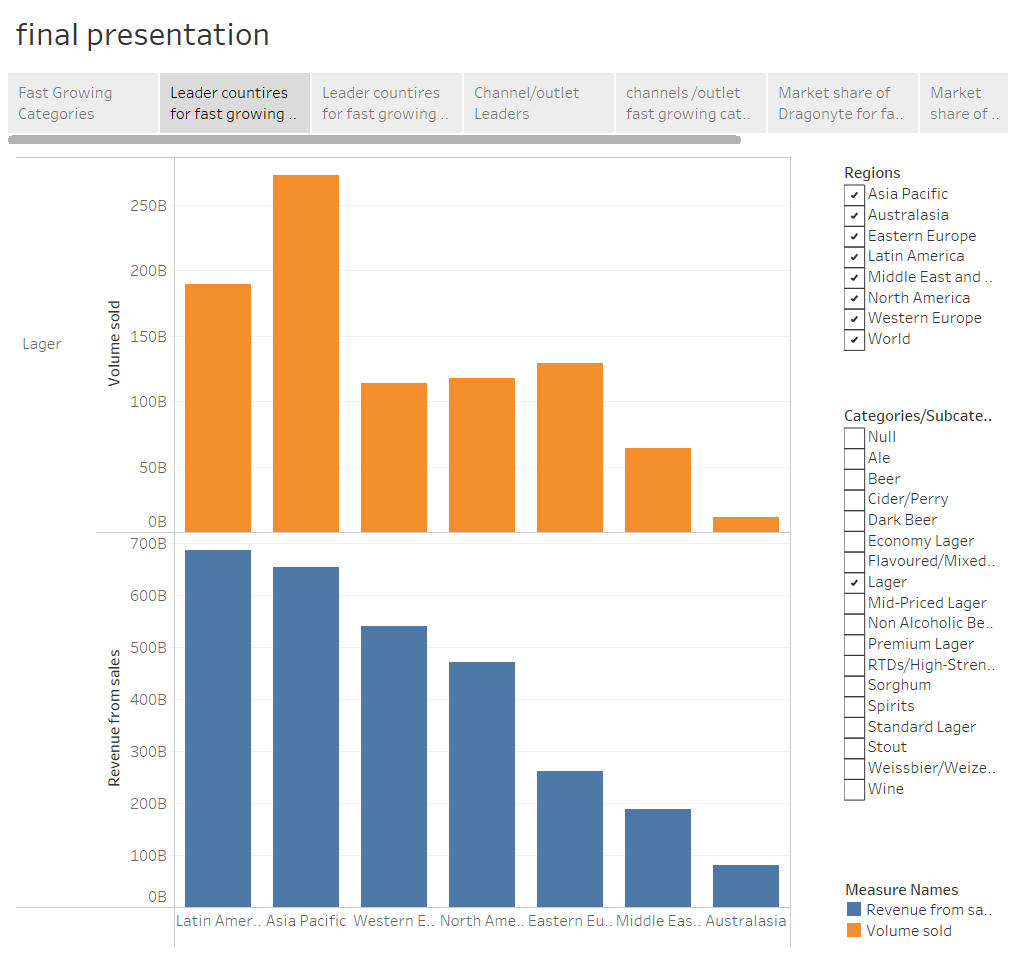 final presentation
Fast Growing
Categories
Leader countires
for fast growing ..
Leader countires
for fast growing ..
Channel/outlet
Leaders
channels /outlet
fast growing cat..
Market share of
Dragonyte for fa..
Market
share of ..
Lager
Volume sold
250B
200B
150B
100B
50B
0B
Revenue from sales
700B
600B
500B
400B
300B
200B
100B
0B
Latin Amer.. Asia Pacific Western E.. North Ame.. Eastern Eu.. Middle Eas.. Australasia
Regions
Asia Pacific
Australasia
Eastern Europe
Latin America
Middle East and ..
North America
Western Europe
World
Categories/Subcate..
Null
Ale
Beer
Cider/Perry
Dark Beer
Economy Lager
Flavoured/Mixed..
Lager
Mid-Priced Lager
Non Alcoholic Be..
Premium Lager
RTDs/High-Stren..
Sorghum
Spirits
Standard Lager
Stout
Weissbier/Weize..
Wine
Measure Names
Revenue from sa..
Volume sold